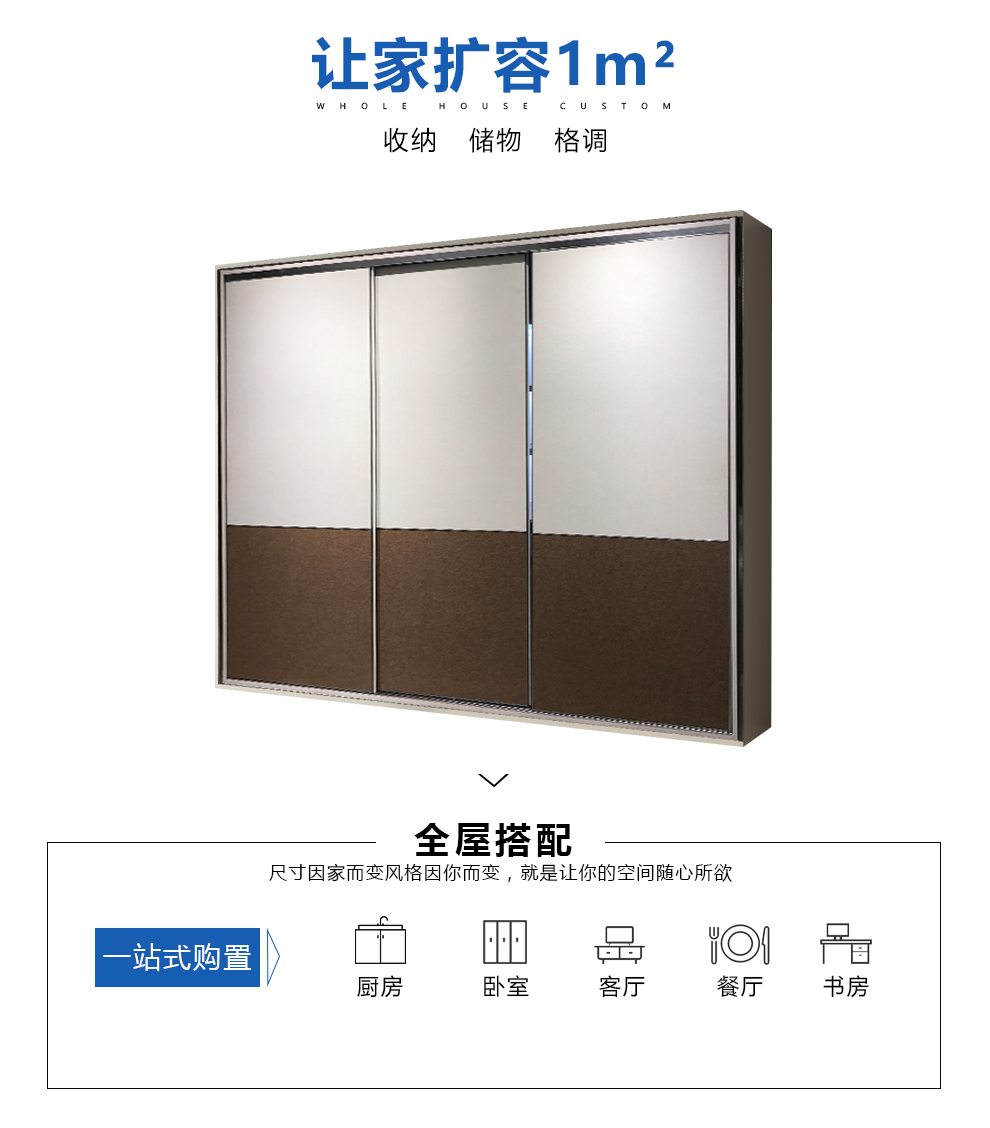 让家扩容1m²
WHOLE HOUSE CUSTOM
收纳 储物 格调
全屋搭配
尺寸因家而变风格因你而变，就是让你的空间随心所欲
一站式购置
厨房 卧室 客厅 餐厅 书房